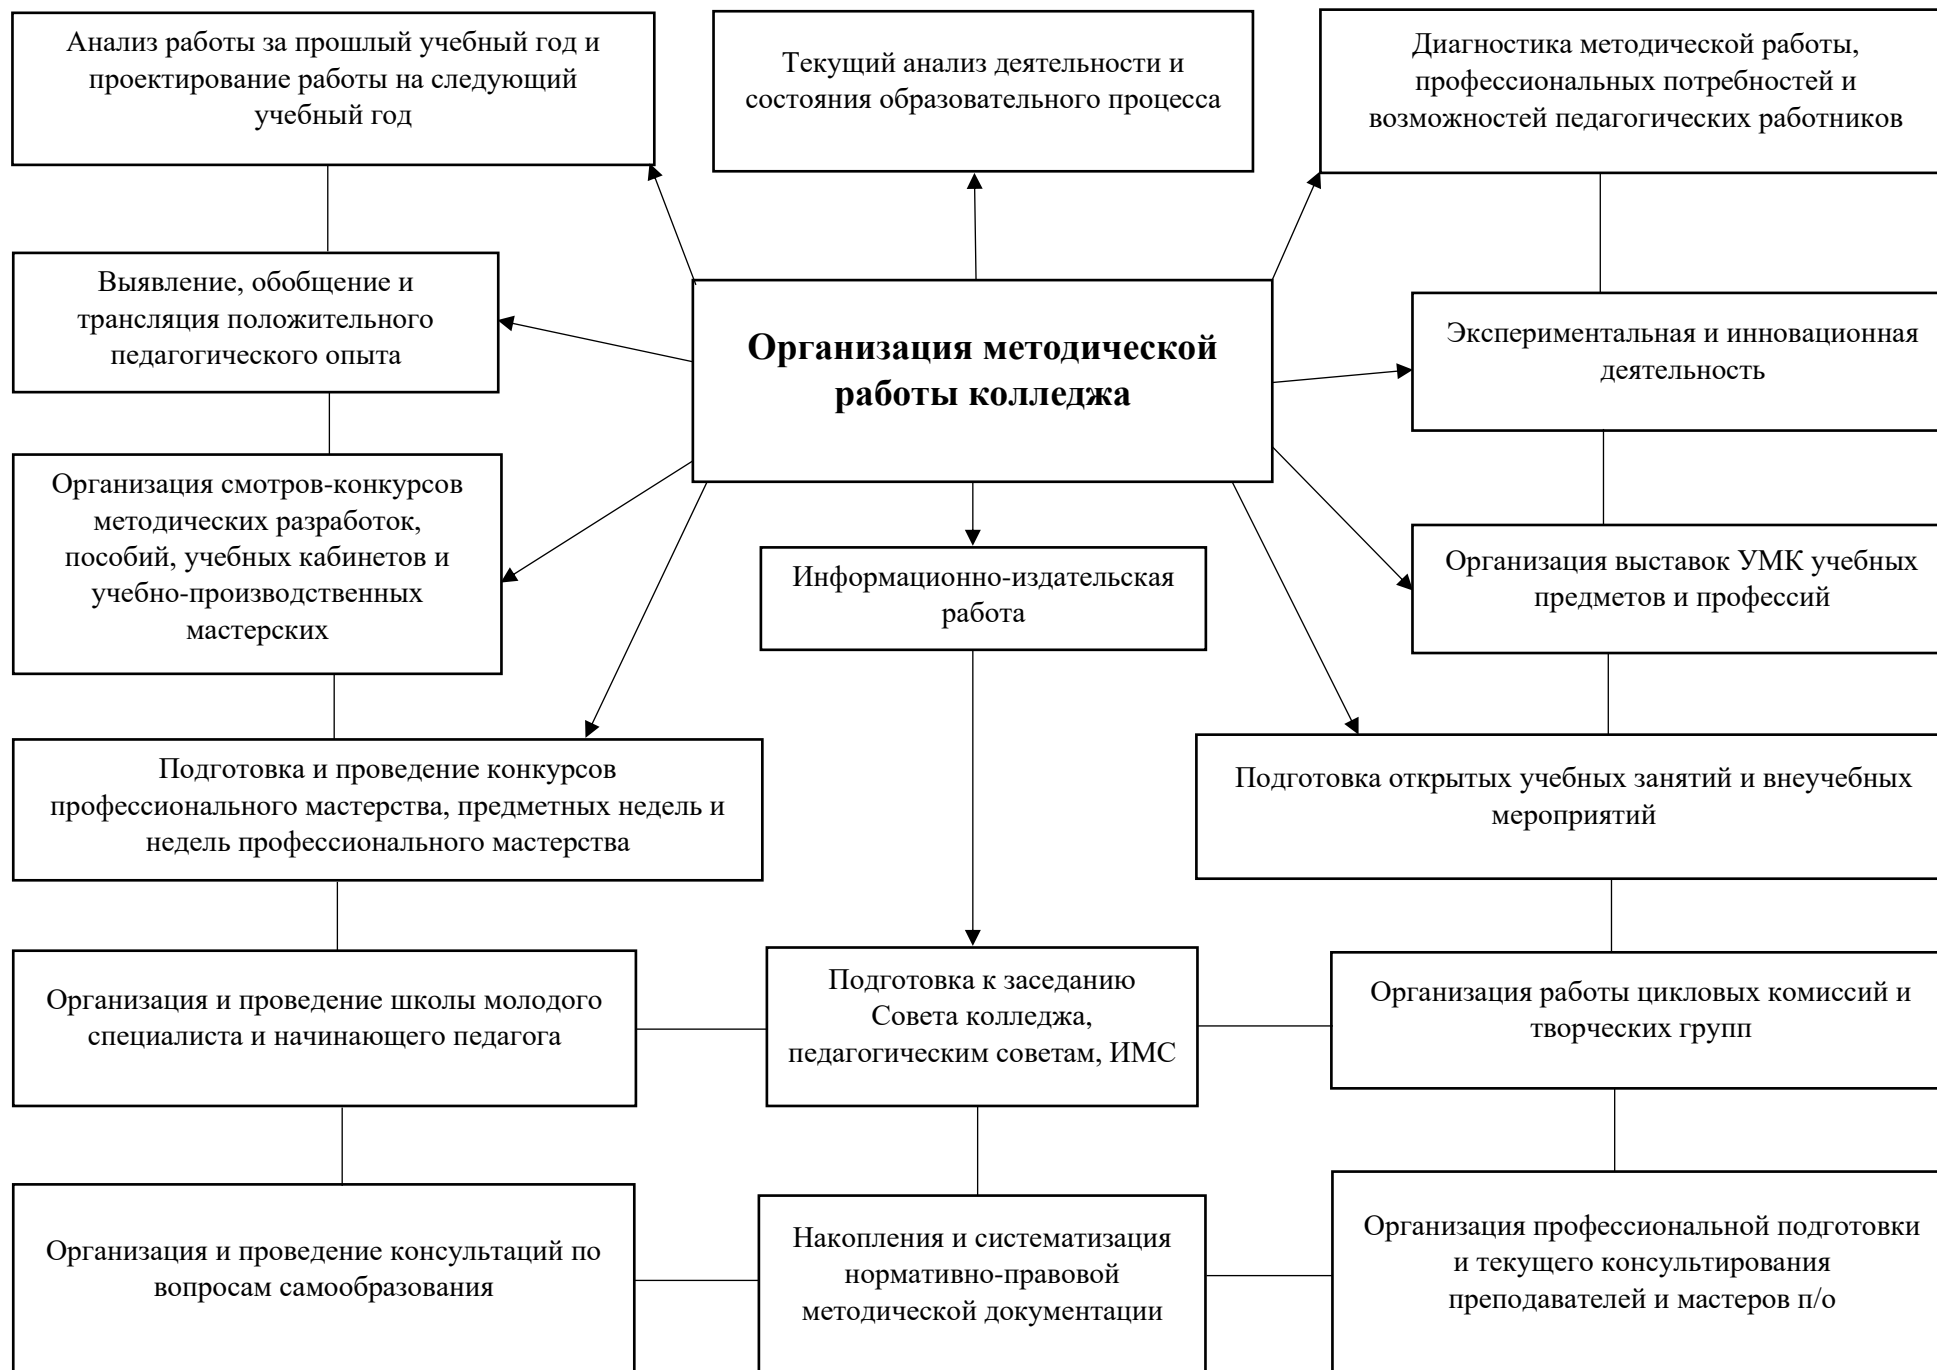 Анализ работы за прошлый учебный год и
проектирование работы на следующий
учебный год
Текущий анализ деятельности и
состояния образовательного процесса
Диагностика методической работы,
профессиональных потребностей и
возможностей педагогических работников
Выявление, обобщение и
трансляция положительного
педагогического опыта
Организация методической
работы колледжа
Экспериментальная и инновационная
деятельность
Организация смотров-конкурсов
методических разработок,
пособий, учебных кабинетов и
учебно-производственных
мастерских
Информационно-издательская
работа
Организация выставок УМК учебных
предметов и профессий
Подготовка и проведение конкурсов
профессионального мастерства, предметных недель и
недель профессионального мастерства
Подготовка открытых учебных занятий и внеучебных
мероприятий
Организация и проведение школы молодого
специалиста и начинающего педагога
Подготовка к заседанию
Совета колледжа,
педагогическим советам, ИМС
Организация работы цикловых комиссий и
творческих групп
Организация и проведение консультаций по
вопросам самообразования
Накопления и систематизация
нормативно-правовой
методической документации
Организация профессиональной подготовки
и текущего консультирования
преподавателей и мастеров п/о